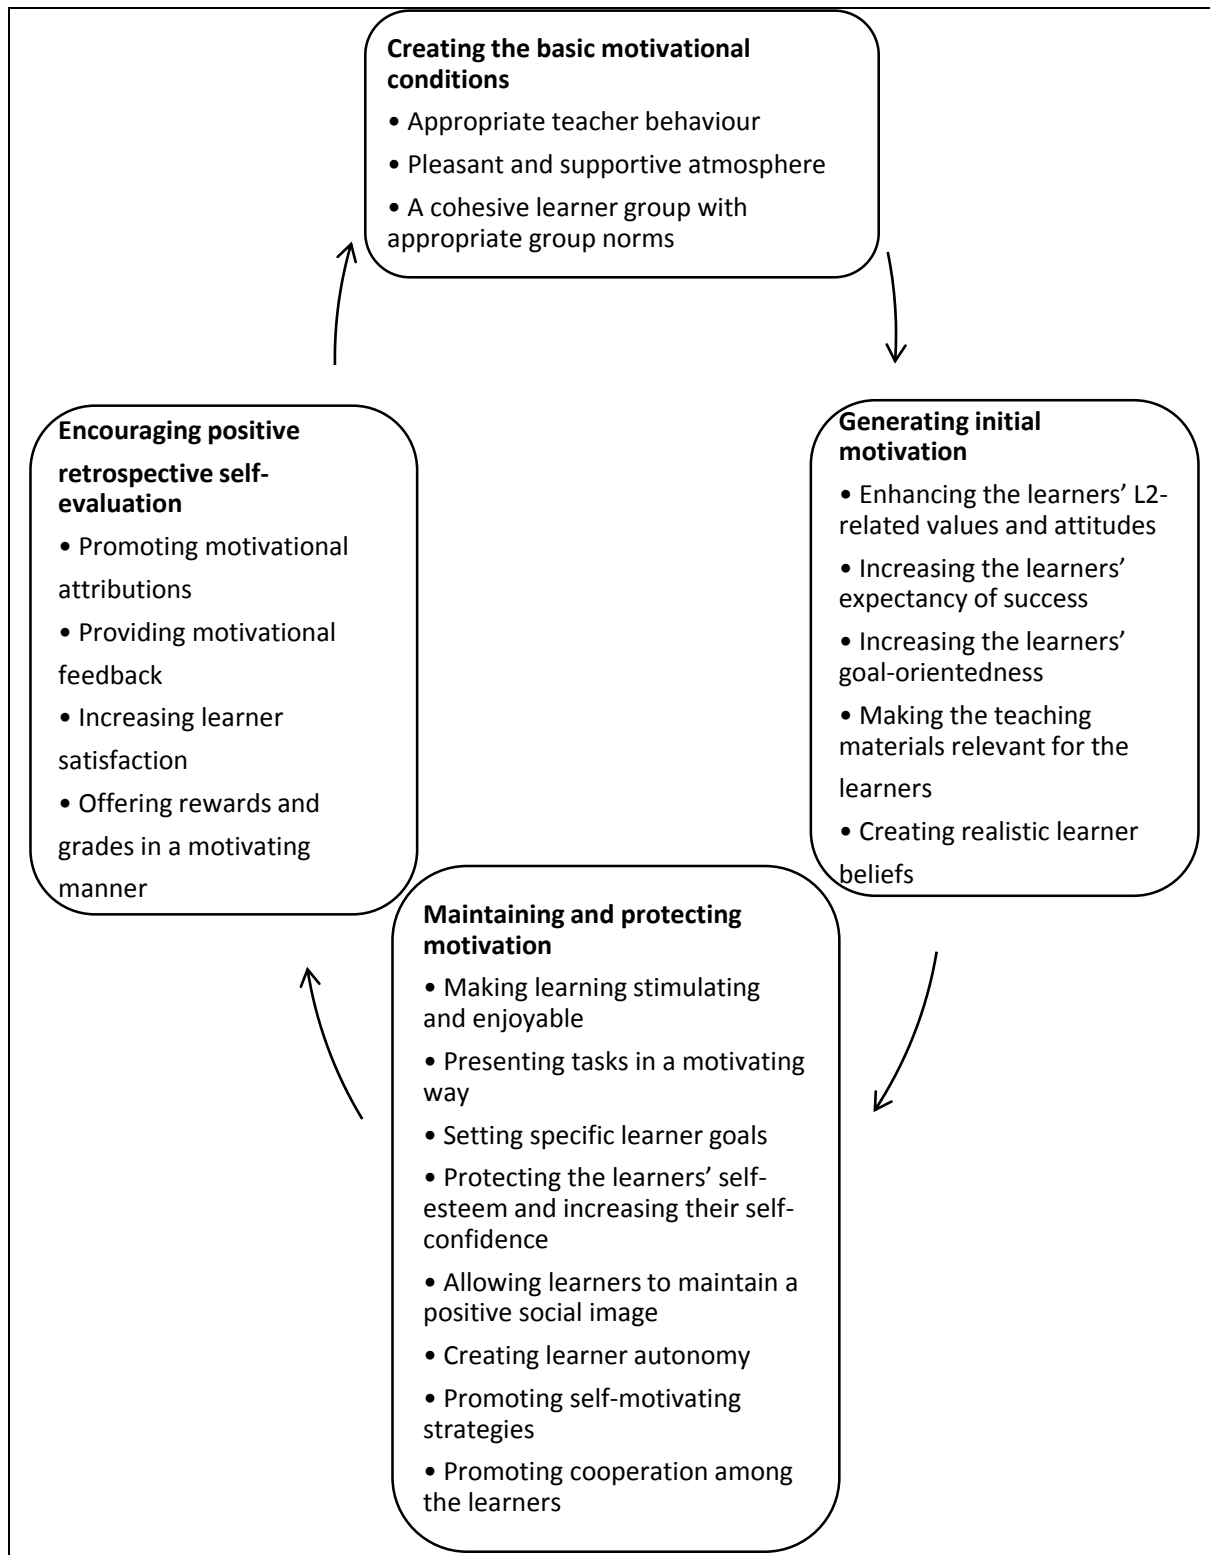 Creating the basic motivational
conditions
• Appropriate teacher behaviour
• Pleasant and supportive atmosphere
• A cohesive learner group with
appropriate group norms
Generating initial
motivation
• Enhancing the learners’ L2-
related values and attitudes
• Increasing the learners’
expectancy of success
• Increasing the learners’
goal-orientedness
• Making the teaching
materials relevant for the
learners
• Creating realistic learner
beliefs
Maintaining and protecting
motivation
• Making learning stimulating
and enjoyable
• Presenting tasks in a motivating
way
• Setting specific learner goals
• Protecting the learners’ self-
esteem and increasing their self-
confidence
• Allowing learners to maintain a
positive social image
• Creating learner autonomy
• Promoting self-motivating
strategies
• Promoting cooperation among
the learners
Encouraging positive
retrospective self-
evaluation
• Promoting motivational
attributions
• Providing motivational
feedback
• Increasing learner
satisfaction
• Offering rewards and
grades in a motivating
manner